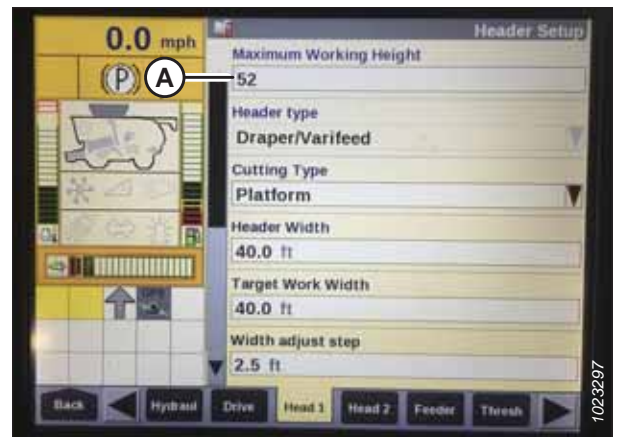 0.0 mph
Header Setup
(P)
A
Maximum Working Height
52
Header type
Draper/Varifeed
Cutting Type
Platform
Header Width
40.0 ft
Target Work Width
40.0 ft
Width adjust step
2.5 ft
Back
Hydraul
Drive
Head 1
Head 2
Feeder
Thresh
1023297